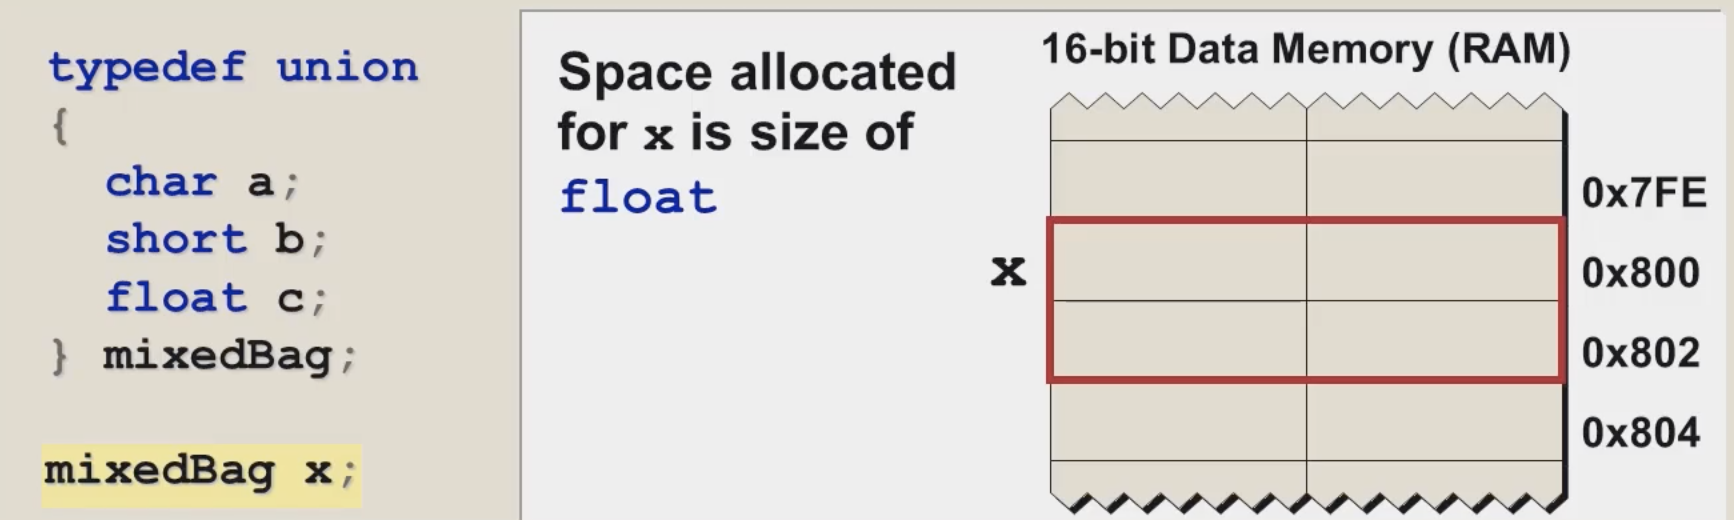 typedef union
{
char a;
short b;
float c;
} mixedBag;
mixedBag x;
Space allocated
for x is size of
float
16-bit Data Memory (RAM)
0x7FE
x
0x800
0x802
0x804